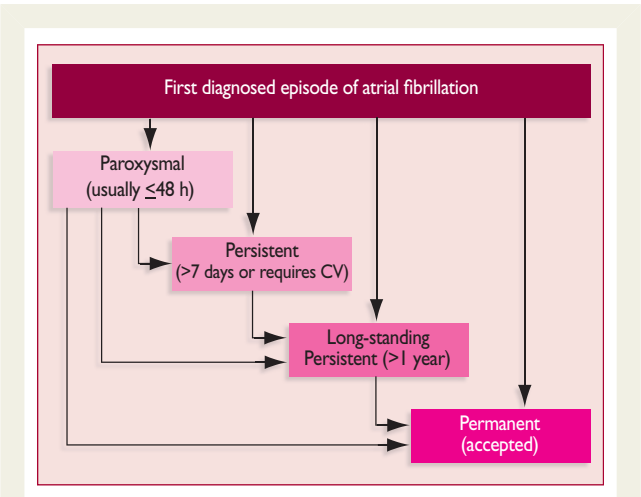 First diagnosed episode of atrial fibrillation
Paroxysmal
(usually ≤48 h)
Persistent
(>7 days or requires CV)
Long-standing
Persistent (>1 year)
Permanent
(accepted)